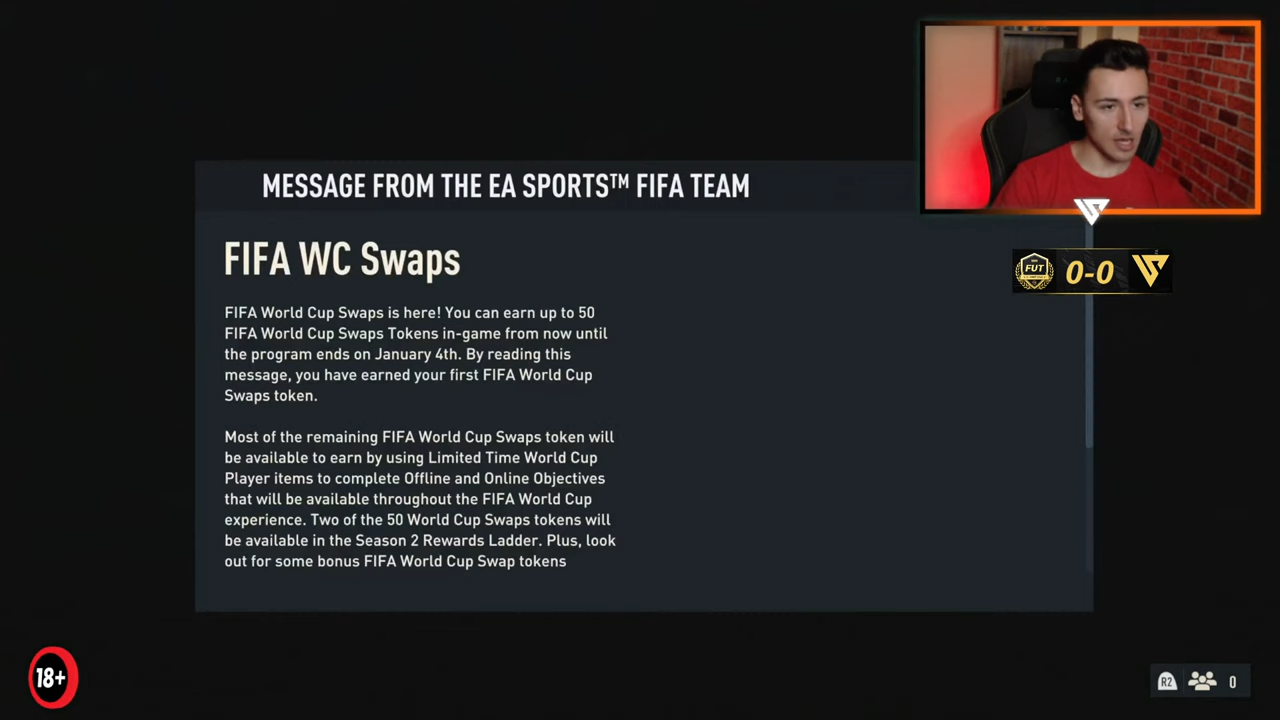 MESSAGE FROM THE EA SPORTS™ FIFA TEAM
FIFA WC Swaps
FIFA World Cup Swaps is here! You can earn up to 50
FIFA World Cup Swaps Tokens in-game from now until
the program ends on January 4th. By reading this
message, you have earned your first FIFA World Cup
Swaps token.
Most of the remaining FIFA World Cup Swaps token will
be available to earn by using Limited Time World Cup
Player items to complete Offline and Online Objectives
that will be available throughout the FIFA World Cup
experience. Two of the 50 World Cup Swaps tokens will
be available in the Season 2 Rewards Ladder. Plus, look
out for some bonus FIFA World Cup Swap tokens
FUT
0-0
18+
R2
0